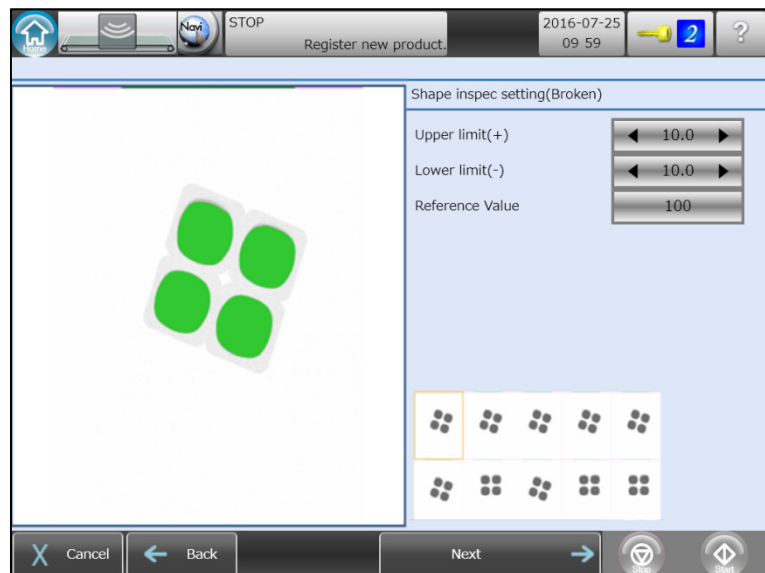 Home
Navi
STOP
Register new product.
2016-07-25
09 59
2
?
Shape inspec setting(Broken)
Upper limit(+)
10.0
Lower limit(-)
10.0
Reference Value
100
X Cancel
Back
Next
Stop
Start